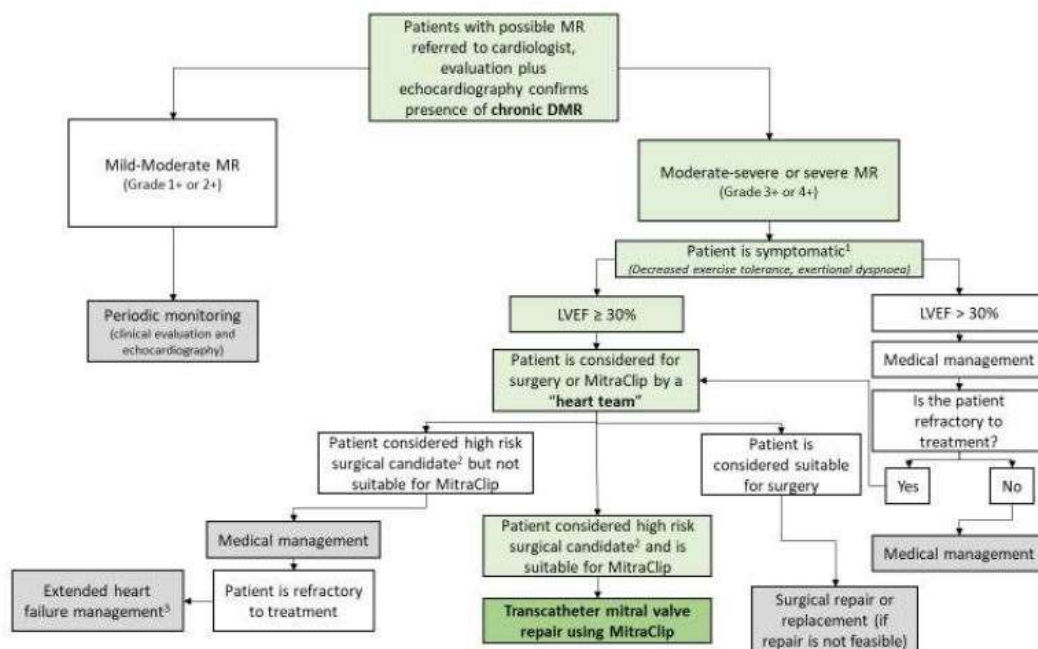 Patients with possible MR
referred to cardiologist,
evaluation plus
echocardiography confirms
presence of chronic DMR
Mild-Moderate MR
(Grade 1+ or 2+)
Moderate-severe or severe MR
(Grade 3+ or 4+)
Patient is symptomatic¹
(Decreased exercise tolerance, exertional dyspnoea)
Periodic monitoring
(clinical evaluation and
echocardiography)
LVEF ≥ 30%
LVEF > 30%
Patient is considered for
surgery or MitraClip by a
"heart team"
Medical management
Is the patient
refractory to
treatment?
Yes
No
Medical management
Patient considered high risk
surgical candidate² but not
suitable for MitraClip
Patient is
considered suitable
for surgery
Medical management
Patient considered high risk
surgical candidate² and is
suitable for MitraClip
Extended heart
failure management³
Patient is refractory
to treatment
Transcatheter mitral valve
repair using MitraClip
Surgical repair or
replacement (if
repair is not feasible)